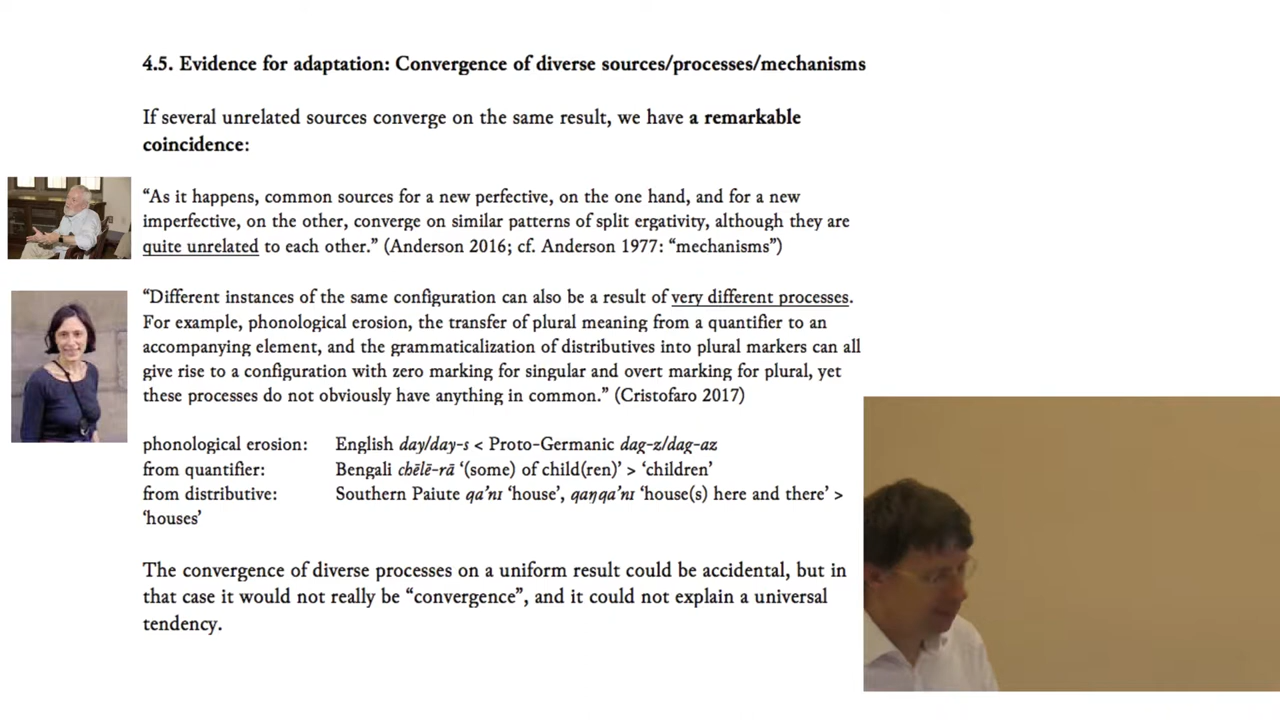 4.5. Evidence for adaptation: Convergence of diverse sources/processes/mechanisms
If several unrelated sources converge on the same result, we have a remarkable
coincidence:
“As it happens, common sources for a new perfective, on the one hand, and for a new
imperfective, on the other, converge on similar patterns of split ergativity, although they are
quite unrelated to each other.” (Anderson 2016; cf. Anderson 1977: “mechanisms”)
“Different instances of the same configuration can also be a result of very different processes.
For example, phonological erosion, the transfer of plural meaning from a quantifier to an
accompanying element, and the grammaticalization of distributives into plural markers can all
give rise to a configuration with zero marking for singular and overt marking for plural, yet
these processes do not obviously have anything in common.” (Cristofaro 2017)
phonological erosion: English day/day-s < Proto-Germanic dag-z/dag-az
from quantifier: Bengali chēlē-rā ‘(some) of child(ren)’ > ‘children’
from distributive: Southern Paiute qa’nɪ ‘house’, qaŋqa’nɪ ‘house(s) here and there’ >
‘houses’
The convergence of diverse processes on a uniform result could be accidental, but in
that case it would not really be “convergence”, and it could not explain a universal
tendency.